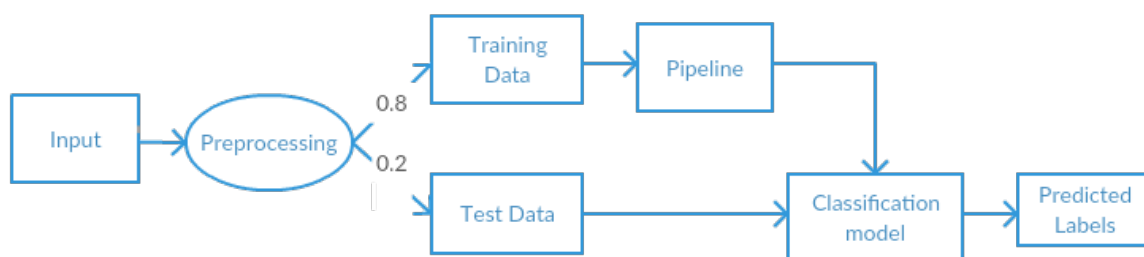 Input
Preprocessing
0.8
0.2
Training
Data
Pipeline
Test Data
Classification
model
Predicted
Labels